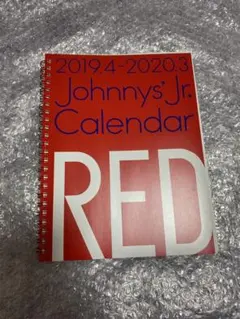 2019.4-2020.3
Johnnys' Jr.
Calendar
RED